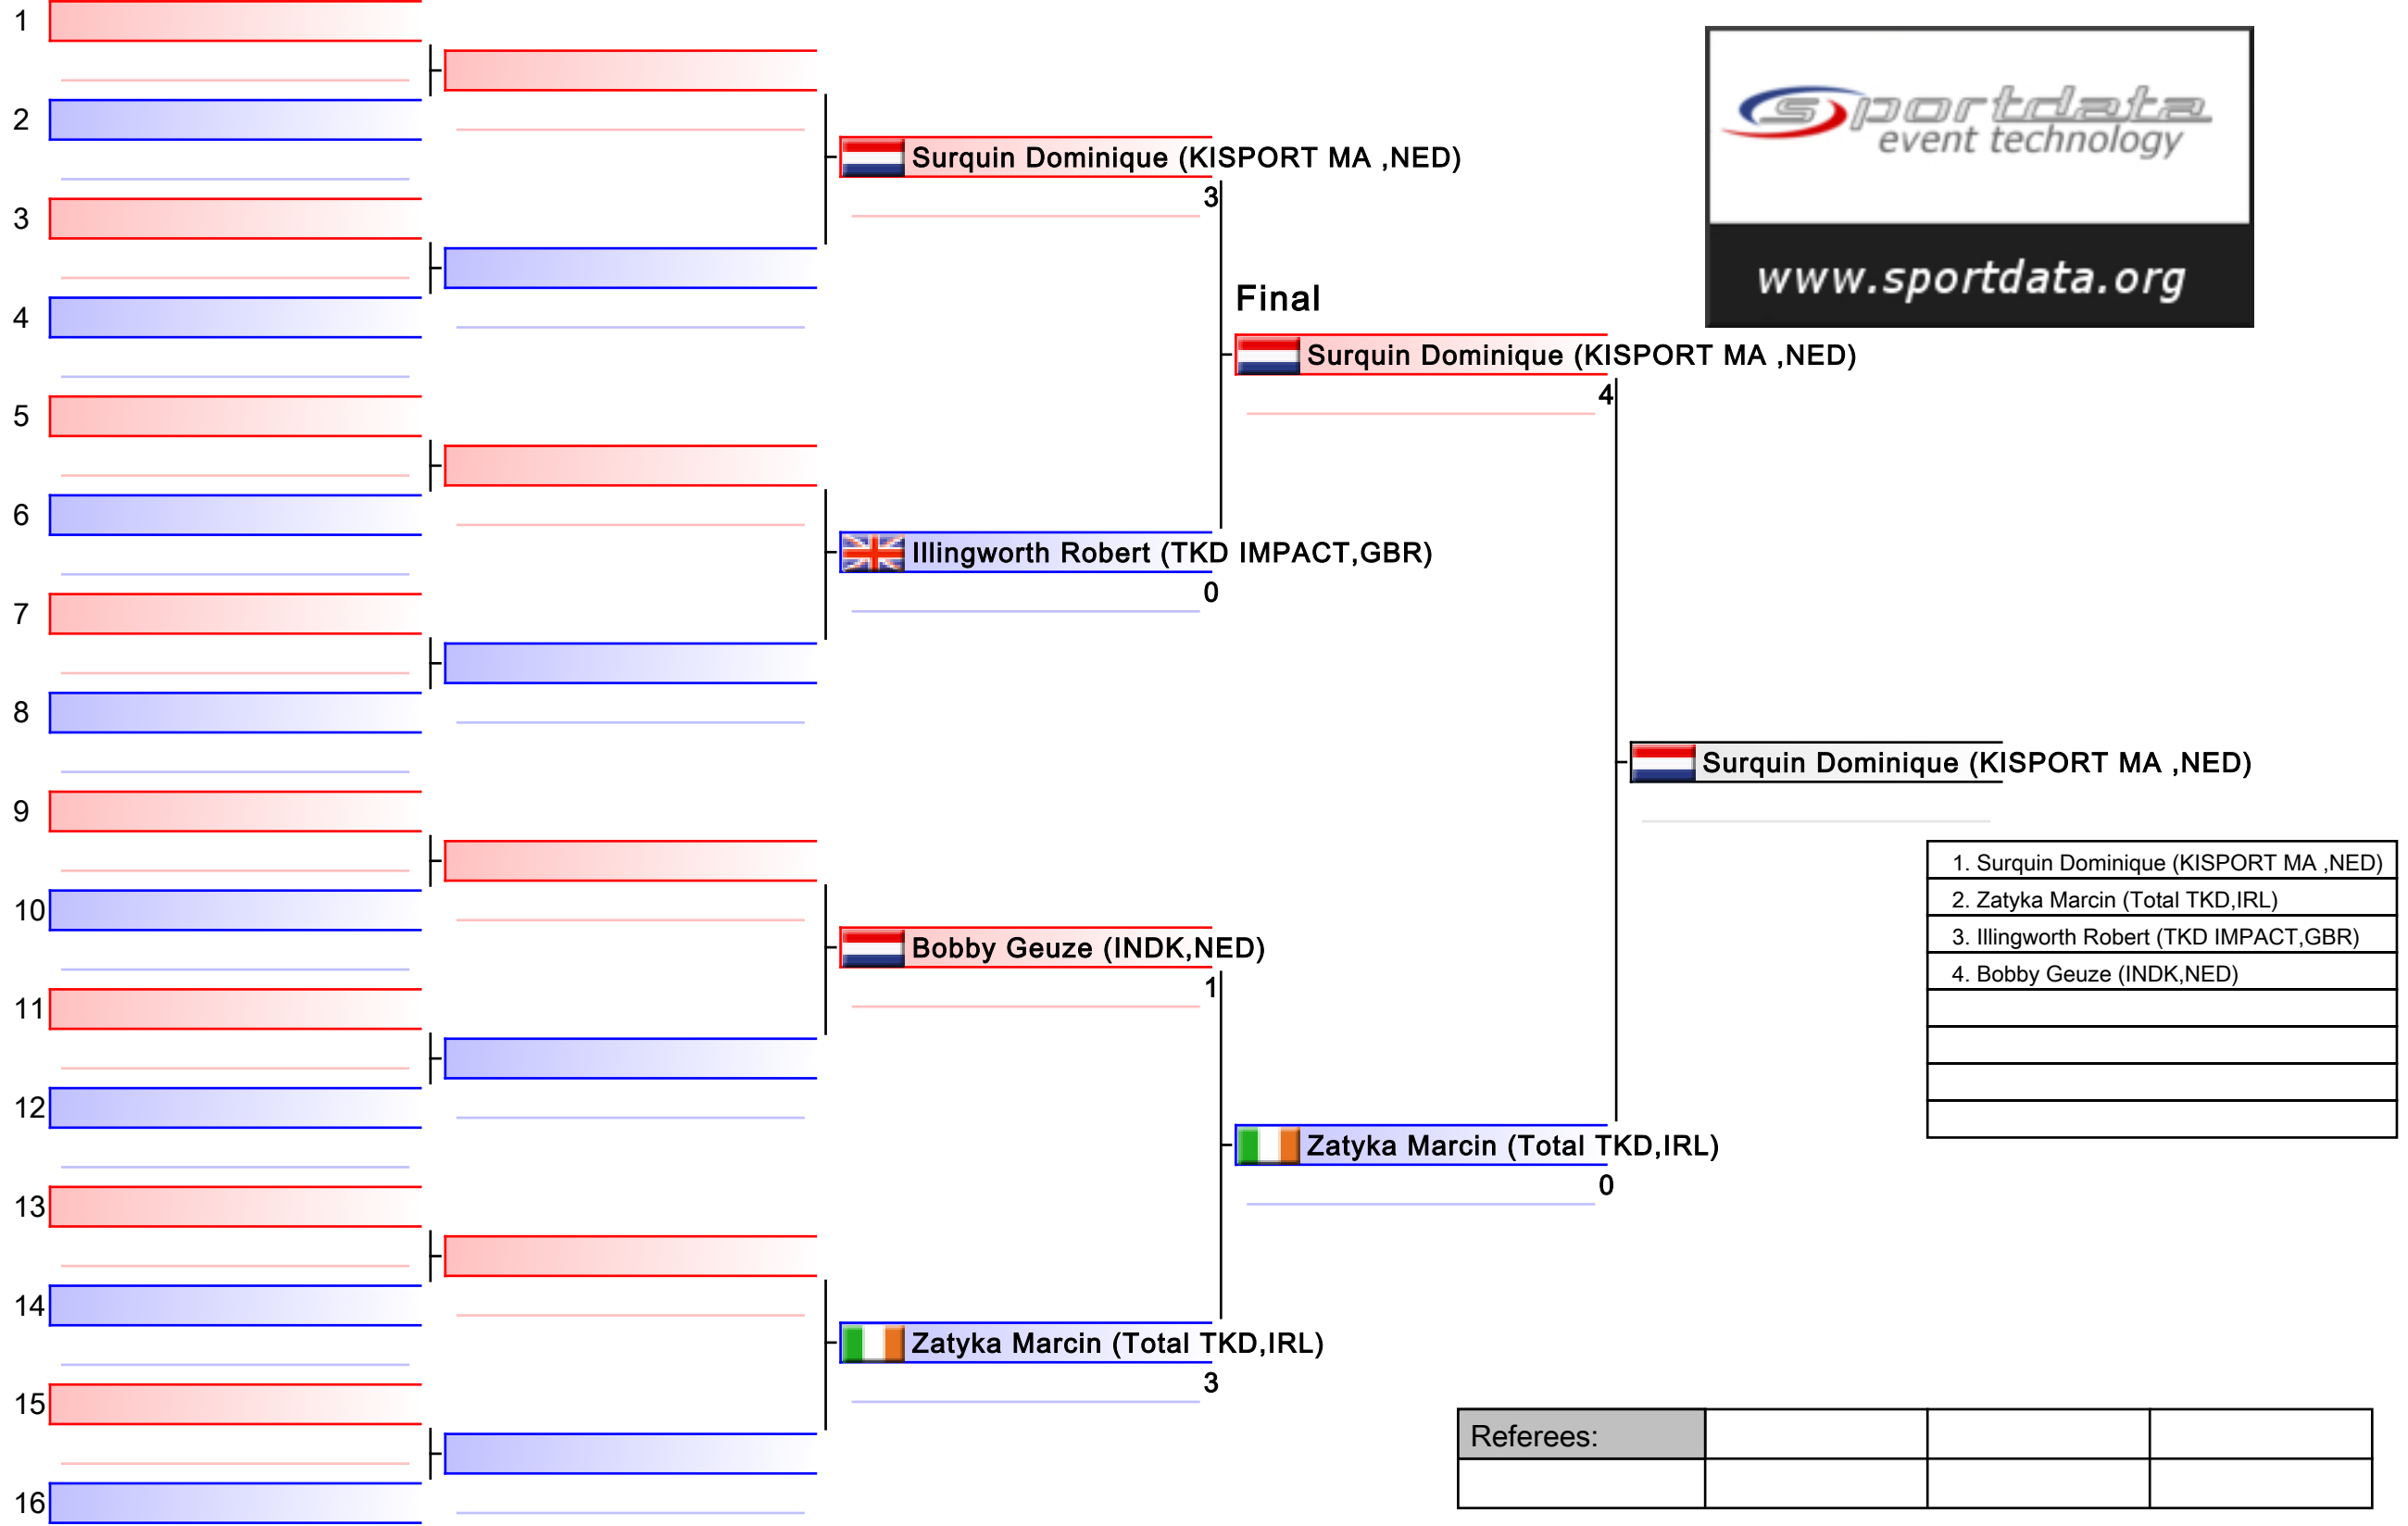 1
2
Surquin Dominique (KISPORT MA ,NED)
3
3
4
5
6
Illingworth Robert (TKD IMPACT,GBR)
0
7
8
9
10
Bobby Geuze (INDK,NED)
1
11
12
13
14
Zatyka Marcin (Total TKD,IRL)
3
15
16
Final
Surquin Dominique (KISPORT MA ,NED)
4
Zatyka Marcin (Total TKD,IRL)
0
sportdata
event technology
www.sportdata.org
Surquin Dominique (KISPORT MA ,NED)
1. Surquin Dominique (KISPORT MA ,NED)
2. Zatyka Marcin (Total TKD,IRL)
3. Illingworth Robert (TKD IMPACT,GBR)
4. Bobby Geuze (INDK,NED)
Referees: